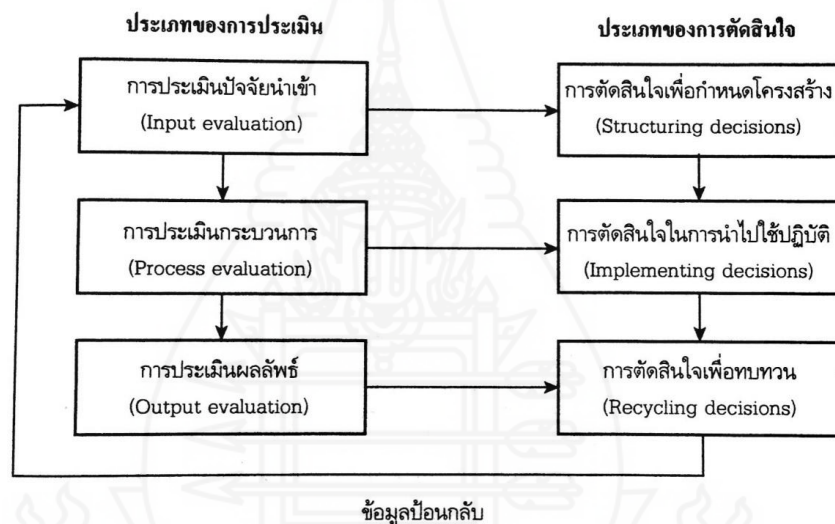 ประเภทของการประเมิน
ประเภทของการตัดสินใจ
การประเมินปัจจัยนำเข้า
(Input evaluation)
การตัดสินใจเพื่อกำหนดโครงสร้าง
(Structuring decisions)
การประเมินกระบวนการ
(Process evaluation)
การตัดสินใจในการนำไปใช้ปฏิบัติ
(Implementing decisions)
การประเมินผลลัพธ์
(Output evaluation)
การตัดสินใจเพื่อทบทวน
(Recycling decisions)
ข้อมูลป้อนกลับ